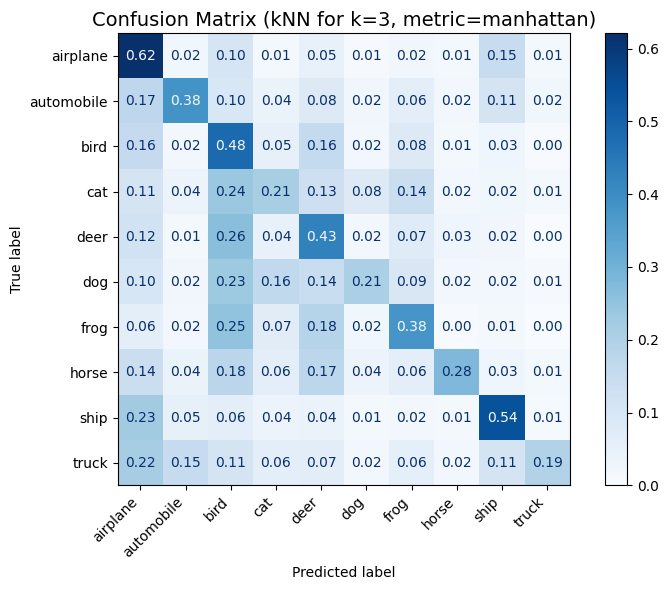 Confusion Matrix (kNN for k=3, metric=manhattan)
airplane 0.62 0.02 0.10 0.01 0.05 0.01 0.02 0.01 0.15 0.01
automobile 0.17 0.38 0.10 0.04 0.08 0.02 0.06 0.02 0.11 0.02
bird 0.16 0.02 0.48 0.05 0.16 0.02 0.08 0.01 0.03 0.00
cat 0.11 0.04 0.24 0.21 0.13 0.08 0.14 0.02 0.02 0.01
deer 0.12 0.01 0.26 0.04 0.43 0.02 0.07 0.03 0.02 0.00
dog 0.10 0.02 0.23 0.16 0.14 0.21 0.09 0.02 0.02 0.01
frog 0.06 0.02 0.25 0.07 0.18 0.02 0.38 0.00 0.01 0.00
horse 0.14 0.04 0.18 0.06 0.17 0.04 0.06 0.28 0.03 0.01
ship 0.23 0.05 0.06 0.04 0.04 0.01 0.02 0.01 0.54 0.01
truck 0.22 0.15 0.11 0.06 0.07 0.02 0.06 0.02 0.11 0.19
airplane automobile bird cat deer dog frog horse ship truck
Predicted label
True label
0.6
0.5
0.4
0.3
0.2
0.1
0.0